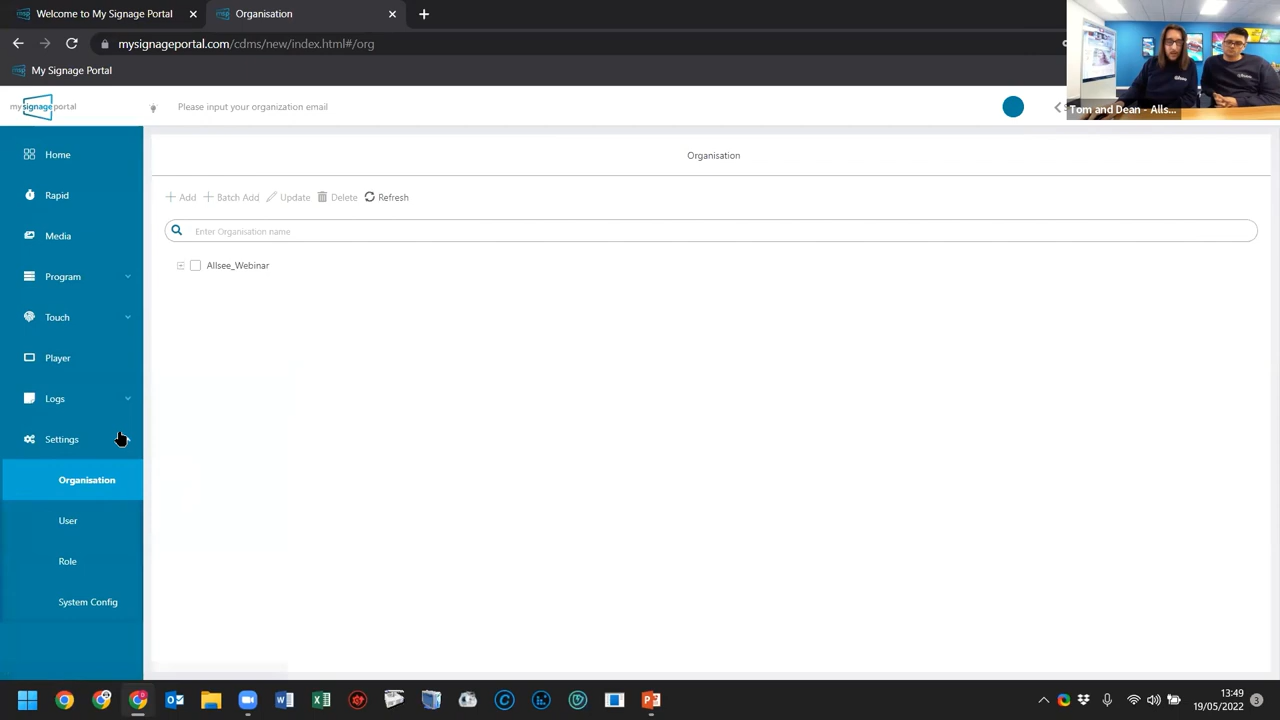 Welcome to My Signage Portal
Organisation
mysignageportal.com/cdms/new/index.html#/org
My Signage Portal
Tom and Dean - Alls...
my signage portal
Please input your organization email
Home
Rapid
Media
Program
Touch
Player
Logs
Settings
Organisation
User
Role
System Config
Organisation
Add Batch Add Update Delete Refresh
Enter Organisation name
Allsee_Webinar
13:49
19/05/2022
3